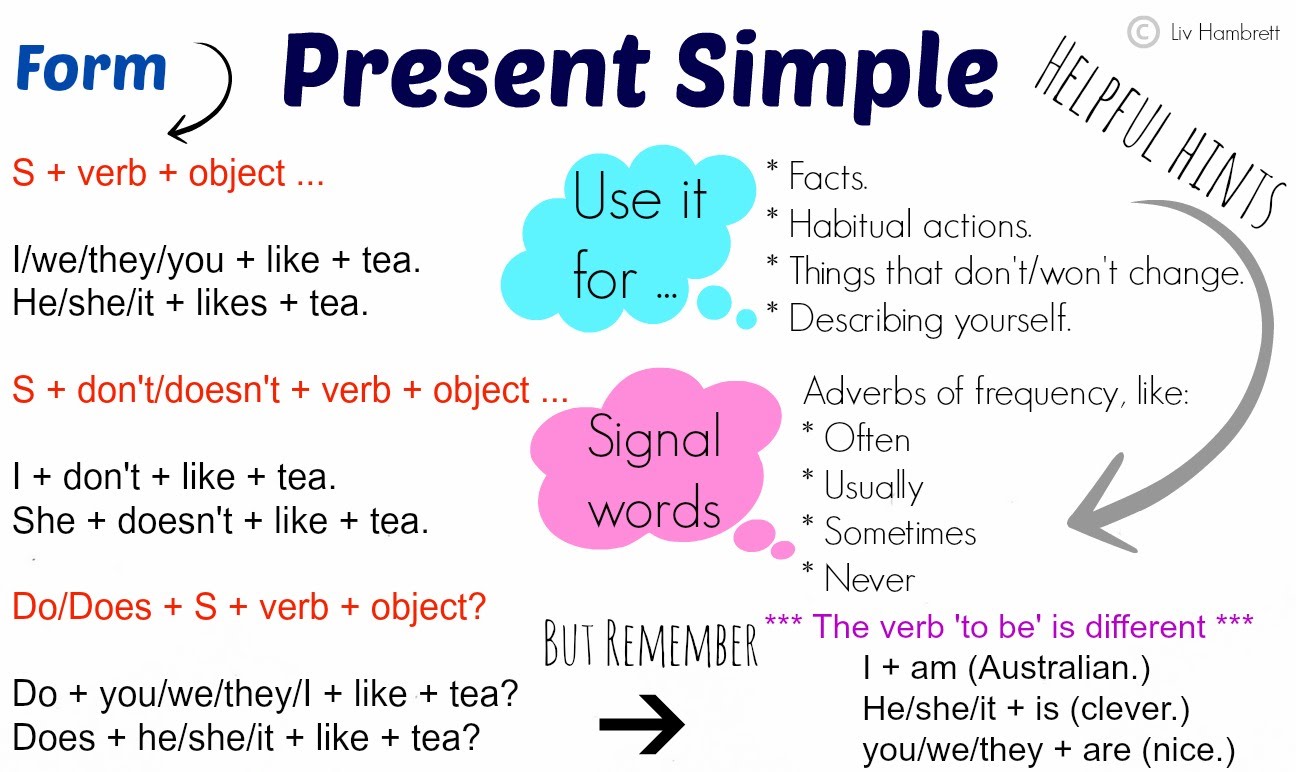 © Liv Hambrett
Present Simple
Form
S + verb + object ...
I/we/they/you + like + tea.
He/she/it + likes + tea.
S + don't/doesn't + verb + object ...
I + don't + like + tea.
She + doesn't + like + tea.
Do/Does + S + verb + object?
Do + you/we/they/I + like + tea?
Does + he/she/it + like + tea?
HELPFUL HINTS
Use it
for ...
* Facts.
* Habitual actions.
* Things that don't/won't change.
* Describing yourself.
Signal
words
Adverbs of frequency, like:
* Often
* Usually
* Sometimes
* Never
BUT REMEMBER
*** The verb 'to be' is different ***
I + am (Australian.)
He/she/it + is (clever.)
you/we/they + are (nice.)